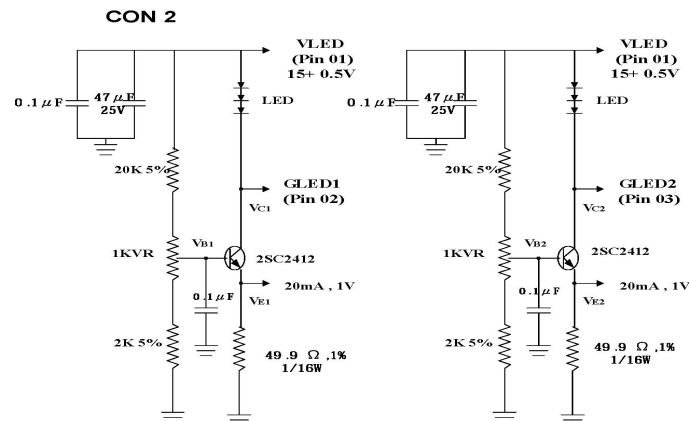 CON 2
VLED
(Pin 01)
15+ 0.5V
0.1μF
47μF
25V
LED
20K 5%
GLED1
(Pin 02)
VC1
1KVR
VB1
2SC2412
0.1μF
20mA , 1V
VE1
2K 5%
49.9 Ω ,1%
1/16W
VLED
(Pin 01)
15+ 0.5V
0.1μF
47μF
25V
LED
20K 5%
GLED2
(Pin 03)
VC2
1KVR
VB2
2SC2412
0.1μF
20mA , 1V
VE2
2K 5%
49.9 Ω ,1%
1/16W